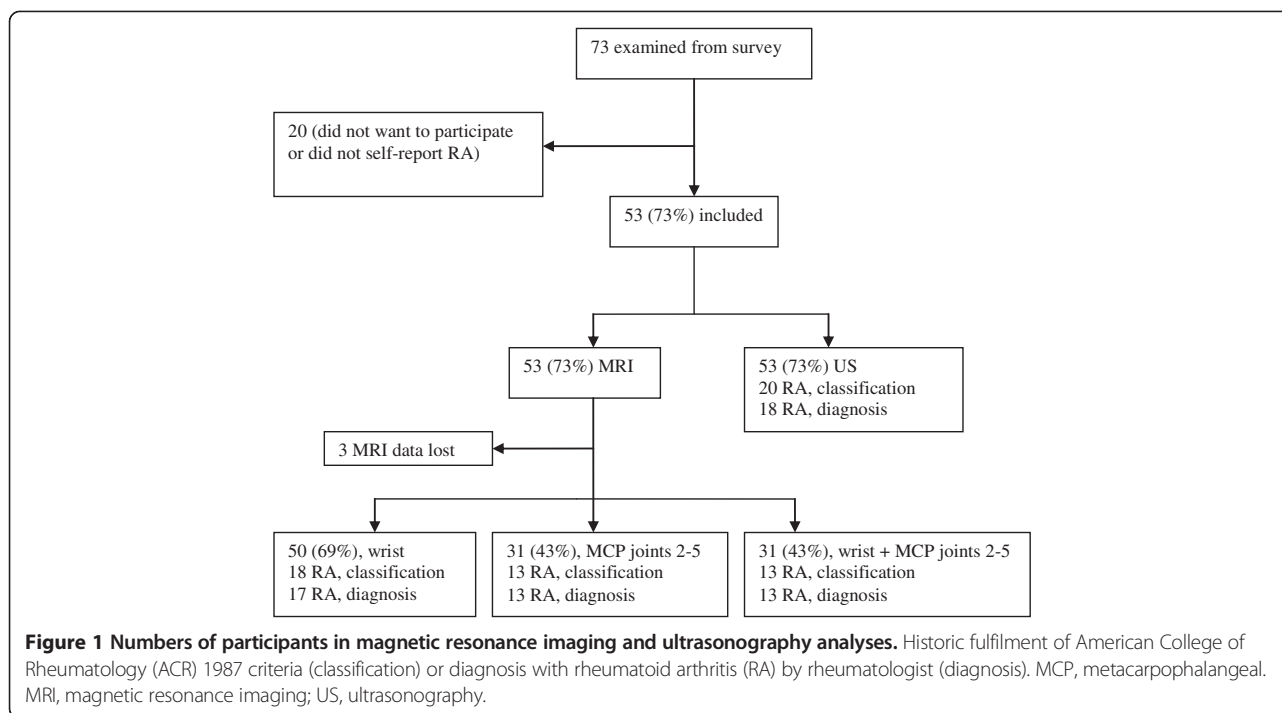 73 examined from survey
20 (did not want to participate
or did not self-report RA)
53 (73%) included
53 (73%) MRI
53 (73%) US
20 RA, classification
18 RA, diagnosis
3 MRI data lost
50 (69%), wrist
18 RA, classification
17 RA, diagnosis
31 (43%), MCP joints 2-5
13 RA, classification
13 RA, diagnosis
31 (43%), wrist + MCP joints 2-5
13 RA, classification
13 RA, diagnosis
Figure 1 Numbers of participants in magnetic resonance imaging and ultrasonography analyses. Historic fulfilment of American College of
Rheumatology (ACR) 1987 criteria (classification) or diagnosis with rheumatoid arthritis (RA) by rheumatologist (diagnosis). MCP, metacarpophalangeal.
MRI, magnetic resonance imaging; US, ultrasonography.